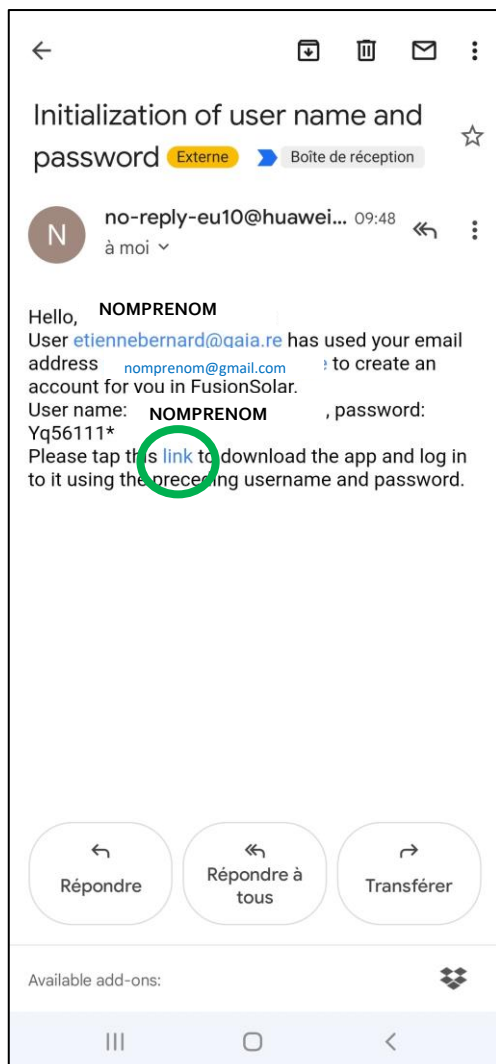 Initialization of user name and
password Externe Boîte de réception
N
no-reply-eu10@huawei... 09:48
à moi
Hello, NOMPRENOM
User etiennebernard@gaia.re has used your email
address nomprenom@gmail.com to create an
account for you in FusionSolar.
User name: NOMPRENOM , password:
Yq56111*
Please tap this link to download the app and log in
to it using the preceding username and password.
Répondre
Répondre à
tous
Transférer
Available add-ons: